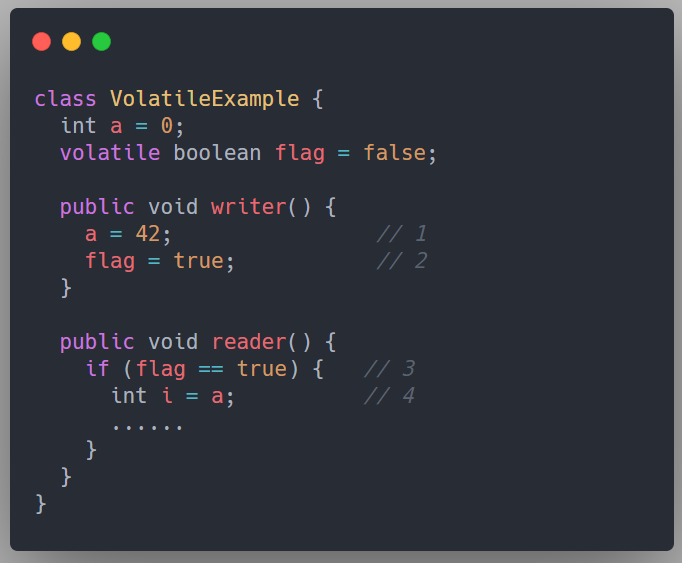 class VolatileExample {
  int a = 0;
  volatile boolean flag = false;

  public void writer() {
    a = 42;                // 1
    flag = true;           // 2
  }

  public void reader() {
    if (flag == true) {   // 3
      int i = a;            // 4
      ......
    }
  }
}